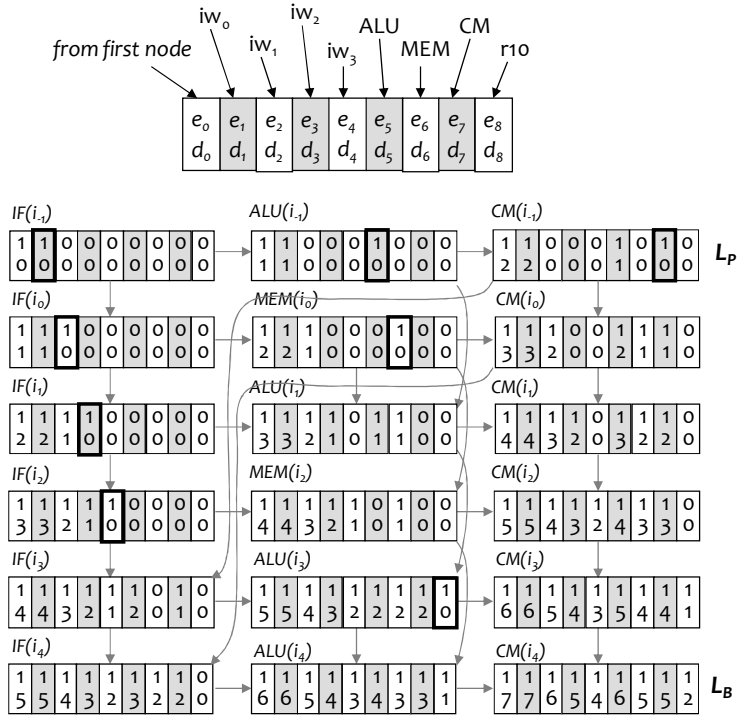 iw₂
iw₀ ALU CM
from first node iw₁ iw₃ MEM r10
e₀ e₁ e₂ e₃ e₄ e₅ e₆ e₇ e₈
d₀ d₁ d₂ d₃ d₄ d₅ d₆ d₇ d₈
IF(i₋₁) ALU(i₋₁) CM(i₋₁)
1 1 0 0 0 0 0 0 0 1 1 0 0 0 1 0 0 0 1 1 0 0 0 1 0 1 0
0 0 0 0 0 0 0 0 0 1 1 0 0 0 0 0 0 0 2 2 0 0 0 1 0 0 0
L_P
IF(i₀) MEM(i₀) CM(i₀)
1 1 1 0 0 0 0 0 0 1 1 1 0 0 0 1 0 0 1 1 1 0 0 1 1 1 0
1 1 0 0 0 0 0 0 0 2 2 1 0 0 0 0 0 0 3 3 2 0 0 2 1 1 0
IF(i₁) ALU(i₁) CM(i₁)
1 1 1 1 0 0 0 0 0 1 1 1 1 0 1 1 0 0 1 1 1 1 0 1 1 1 0
2 2 1 0 0 0 0 0 0 3 3 2 1 0 1 1 0 0 4 4 3 2 0 3 2 2 0
IF(i₂) MEM(i₂) CM(i₂)
1 1 1 1 1 0 0 0 0 1 1 1 1 1 0 1 0 0 1 1 1 1 1 1 1 1 0
3 3 2 1 0 0 0 0 0 4 4 3 2 1 0 1 0 0 5 5 4 3 2 4 3 3 0
IF(i₃) ALU(i₃) CM(i₃)
1 1 1 1 1 1 0 1 0 1 1 1 1 1 1 1 1 1 1 1 1 1 1 1 1 1 1
4 4 3 2 1 2 0 1 0 5 5 4 3 2 2 2 2 0 6 6 5 4 3 5 4 4 1
IF(i₄) ALU(i₄) CM(i₄)
1 1 1 1 1 1 1 1 0 1 1 1 1 1 1 1 1 1 1 1 1 1 1 1 1 1 1
5 5 4 3 2 3 2 2 0 6 6 5 4 3 4 3 3 1 7 7 6 5 4 6 5 5 2
L_B